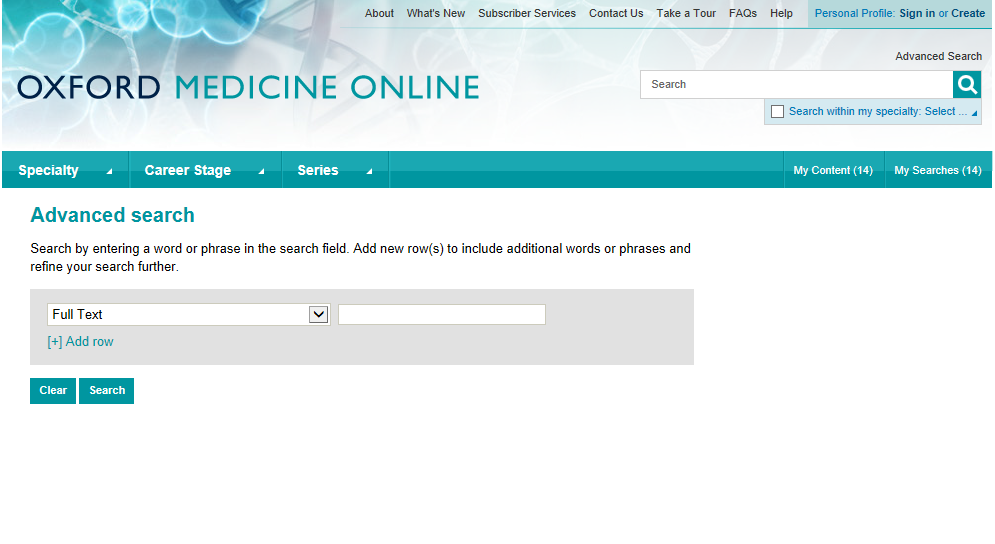 About What's New Subscriber Services Contact Us Take a Tour FAQs Help Personal Profile: Sign in or Create
Advanced Search
OXFORD MEDICINE ONLINE
Search
Search within my specialty: Select ...
Specialty Career Stage Series My Content (14) My Searches (14)
Advanced search
Search by entering a word or phrase in the search field. Add new row(s) to include additional words or phrases and
refine your search further.
Full Text
[+] Add row
Clear Search